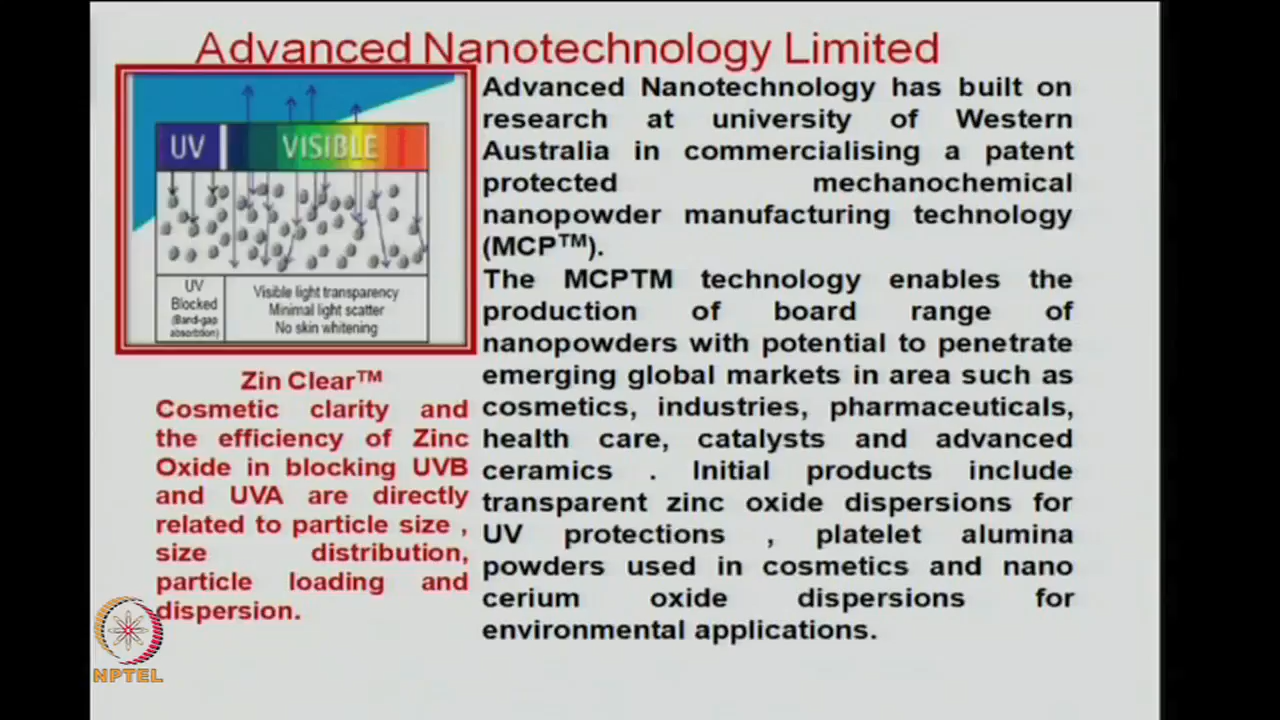 Advanced Nanotechnology Limited
UV
VISIBLE
UV
Blocked
(Band-gap
absorbtion)
Visible light transparency
Minimal light scatter
No skin whitening
Zin Clear™
Cosmetic clarity and
the efficiency of Zinc
Oxide in blocking UVB
and UVA are directly
related to particle size ,
size distribution,
particle loading and
dispersion.
Advanced Nanotechnology has built on
research at university of Western
Australia in commercialising a patent
protected mechanochemical
nanopowder manufacturing technology
(MCP™).
The MCPTM technology enables the
production of board range of
nanopowders with potential to penetrate
emerging global markets in area such as
cosmetics, industries, pharmaceuticals,
health care, catalysts and advanced
ceramics . Initial products include
transparent zinc oxide dispersions for
UV protections , platelet alumina
powders used in cosmetics and nano
cerium oxide dispersions for
environmental applications.
NPTEL